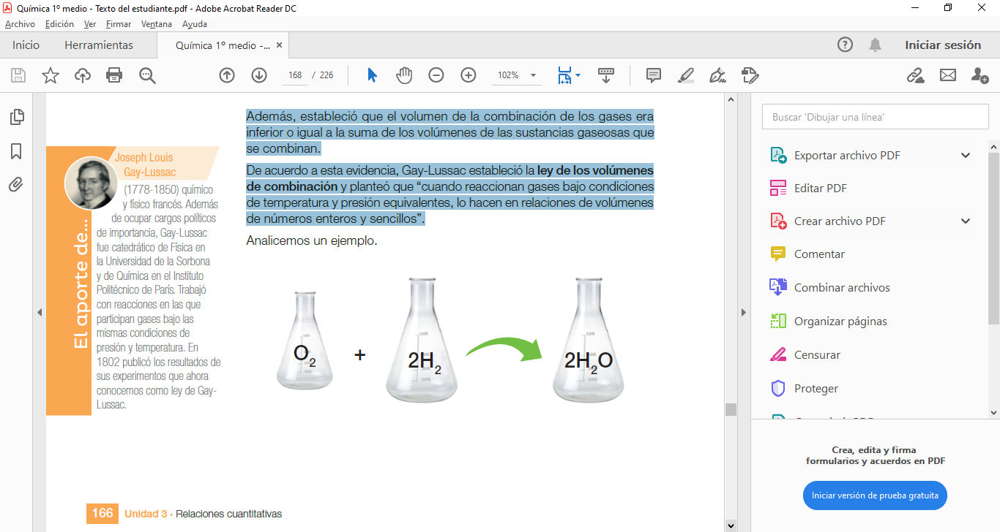 Química 1º medio - Texto del estudiante.pdf - Adobe Acrobat Reader DC
Archivo Edición Ver Firmar Ventana Ayuda
Inicio Herramientas Química 1º medio -... × Iniciar sesión
168 / 226 102%
Además, estableció que el volumen de la combinación de los gases era
inferior o igual a la suma de los volúmenes de las sustancias gaseosas que
se combinan.
De acuerdo a esta evidencia, Gay-Lussac estableció la ley de los volúmenes
de combinación y planteó que “cuando reaccionan gases bajo condiciones
de temperatura y presión equivalentes, lo hacen en relaciones de volúmenes
de números enteros y sencillos”.
Analicemos un ejemplo.
El aporte de...
Joseph Louis
Gay-Lussac
(1778-1850) químico
y físico francés. Además
de ocupar cargos políticos
de importancia, Gay-Lussac
fue catedrático de Física en
la Universidad de la Sorbona
y de Química en el Instituto
Politécnico de París. Trabajó
con reacciones en las que
participan gases bajo las
mismas condiciones de
presión y temperatura. En
1802 publicó los resultados de
sus experimentos que ahora
conocemos como ley de Gay-
Lussac.
O2 + 2H2 2H2O
166 Unidad 3 • Relaciones cuantitativas
Buscar 'Dibujar una línea'
Exportar archivo PDF
Editar PDF
Crear archivo PDF
Comentar
Combinar archivos
Organizar páginas
Censurar
Proteger
Crea, edita y firma
formularios y acuerdos en PDF
Iniciar versión de prueba gratuita